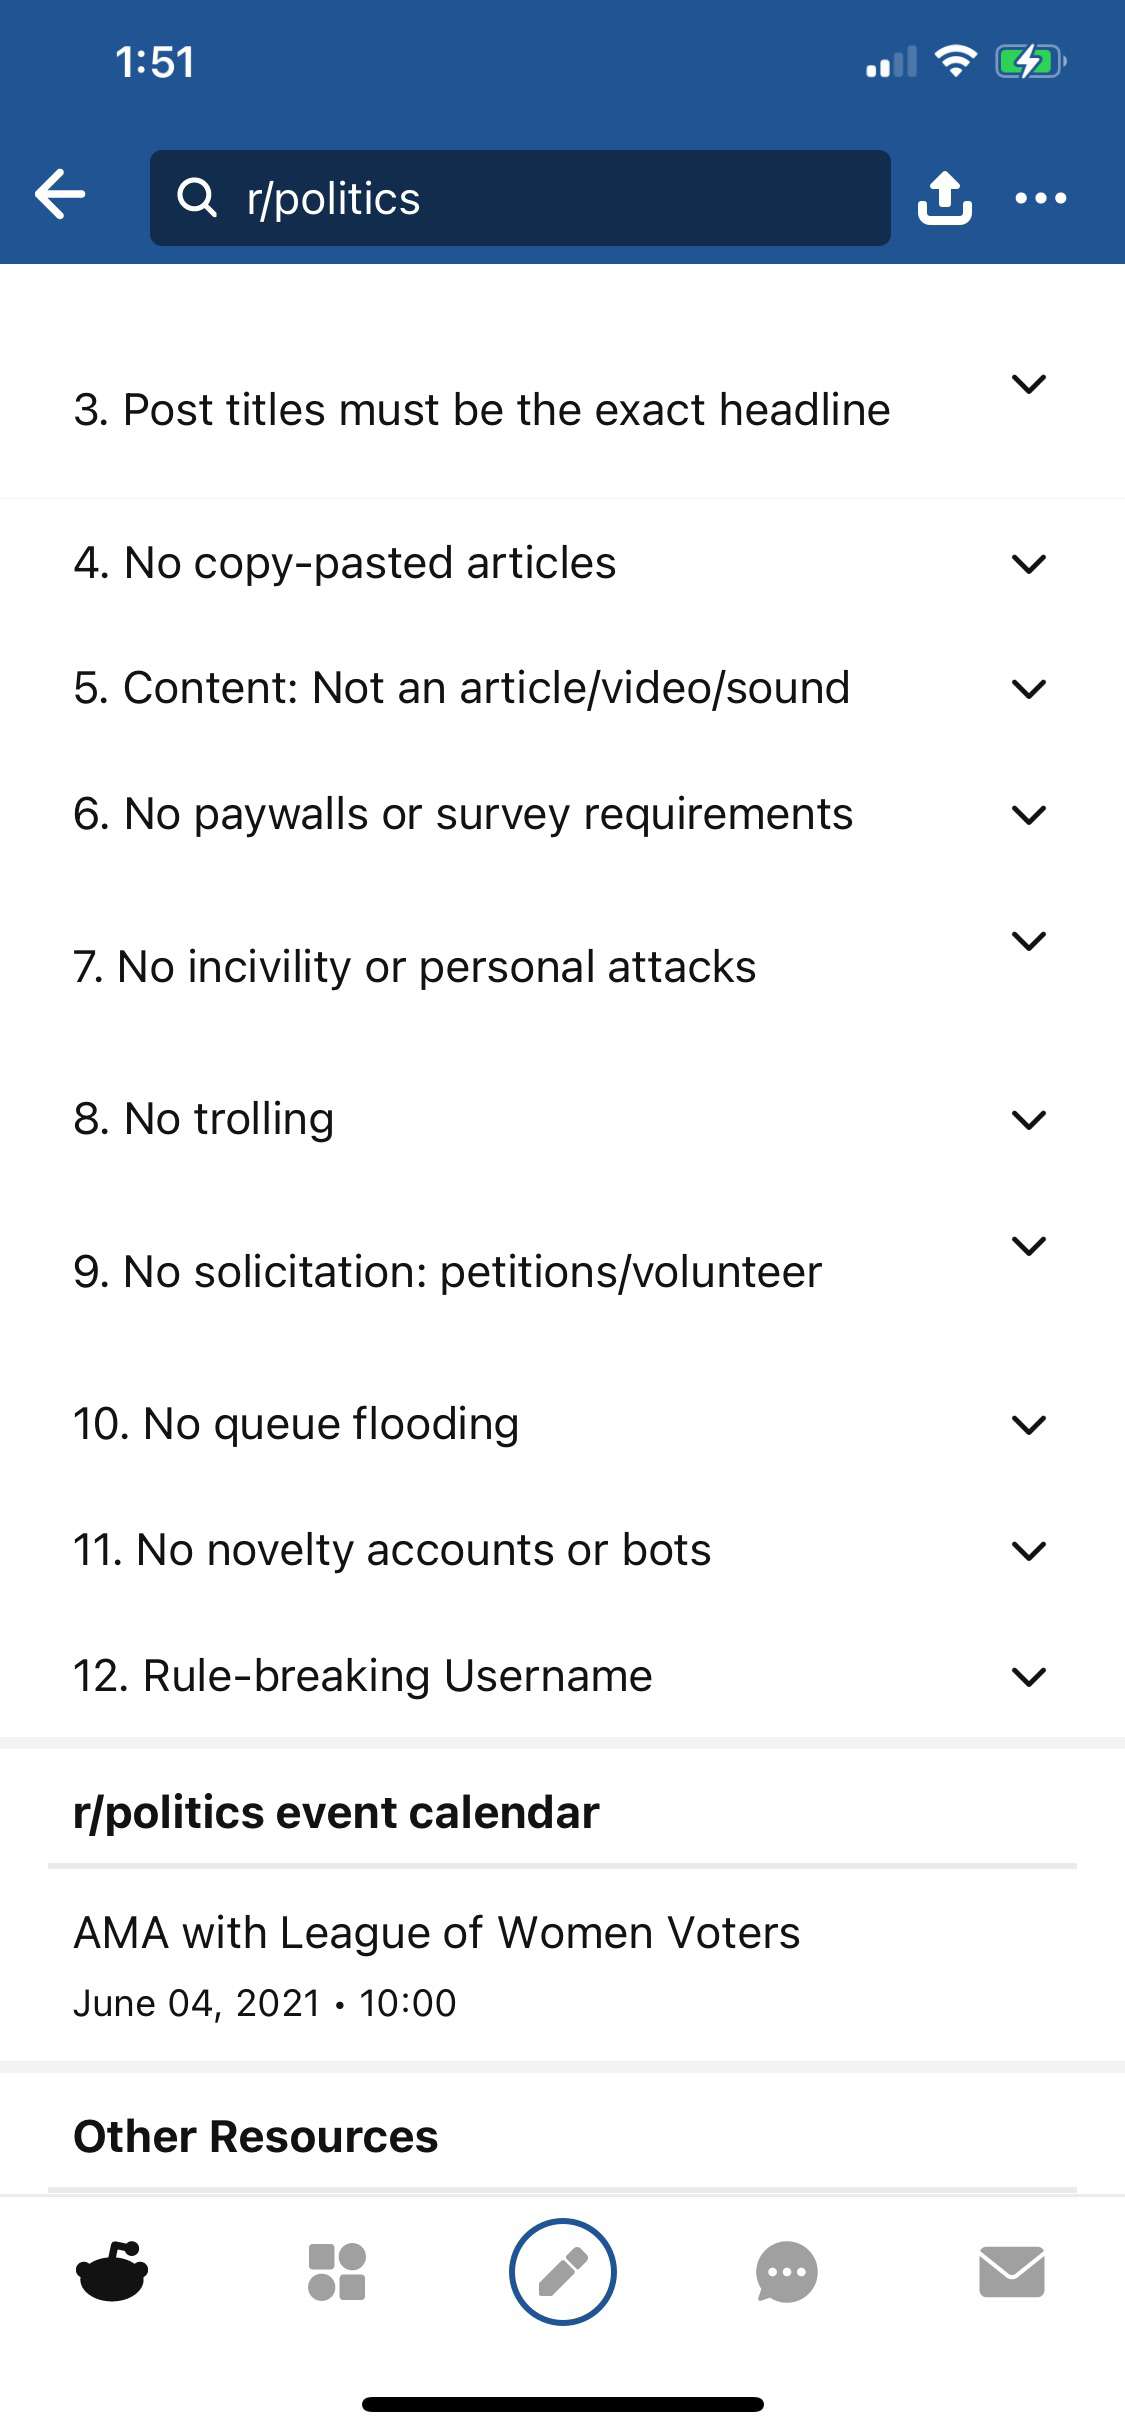 1:51
r/politics
3. Post titles must be the exact headline
4. No copy-pasted articles
5. Content: Not an article/video/sound
6. No paywalls or survey requirements
7. No incivility or personal attacks
8. No trolling
9. No solicitation: petitions/volunteer
10. No queue flooding
11. No novelty accounts or bots
12. Rule-breaking Username
r/politics event calendar
AMA with League of Women Voters
June 04, 2021 • 10:00
Other Resources